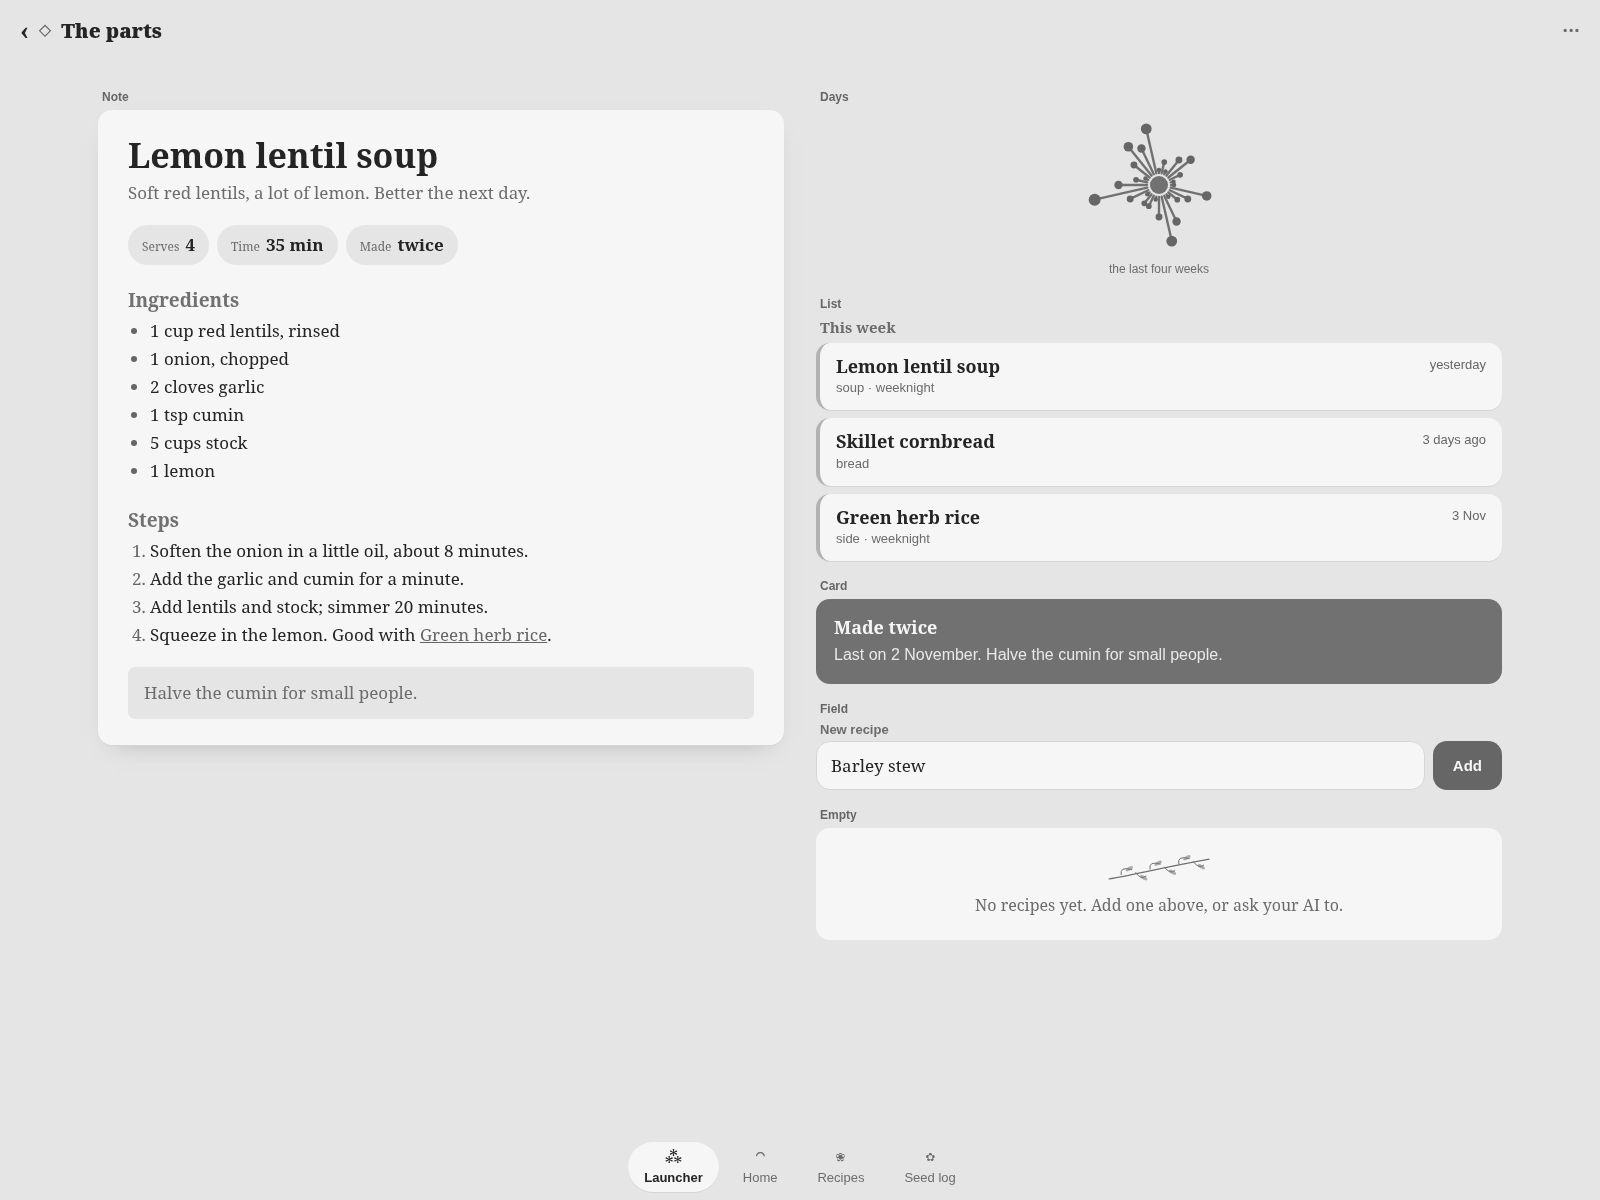 The parts
Note
Lemon lentil soup
Soft red lentils, a lot of lemon. Better the next day.
Serves 4
Time 35 min
Made twice
Ingredients
1 cup red lentils, rinsed
1 onion, chopped
2 cloves garlic
1 tsp cumin
5 cups stock
1 lemon
Steps
1. Soften the onion in a little oil, about 8 minutes.
2. Add the garlic and cumin for a minute.
3. Add lentils and stock; simmer 20 minutes.
4. Squeeze in the lemon. Good with Green herb rice.
Halve the cumin for small people.
Days
the last four weeks
List
This week
Lemon lentil soup
yesterday
soup · weeknight
Skillet cornbread
3 days ago
bread
Green herb rice
3 Nov
side · weeknight
Card
Made twice
Last on 2 November. Halve the cumin for small people.
Field
New recipe
Barley stew
Add
Empty
No recipes yet. Add one above, or ask your AI to.
Launcher
Home
Recipes
Seed log